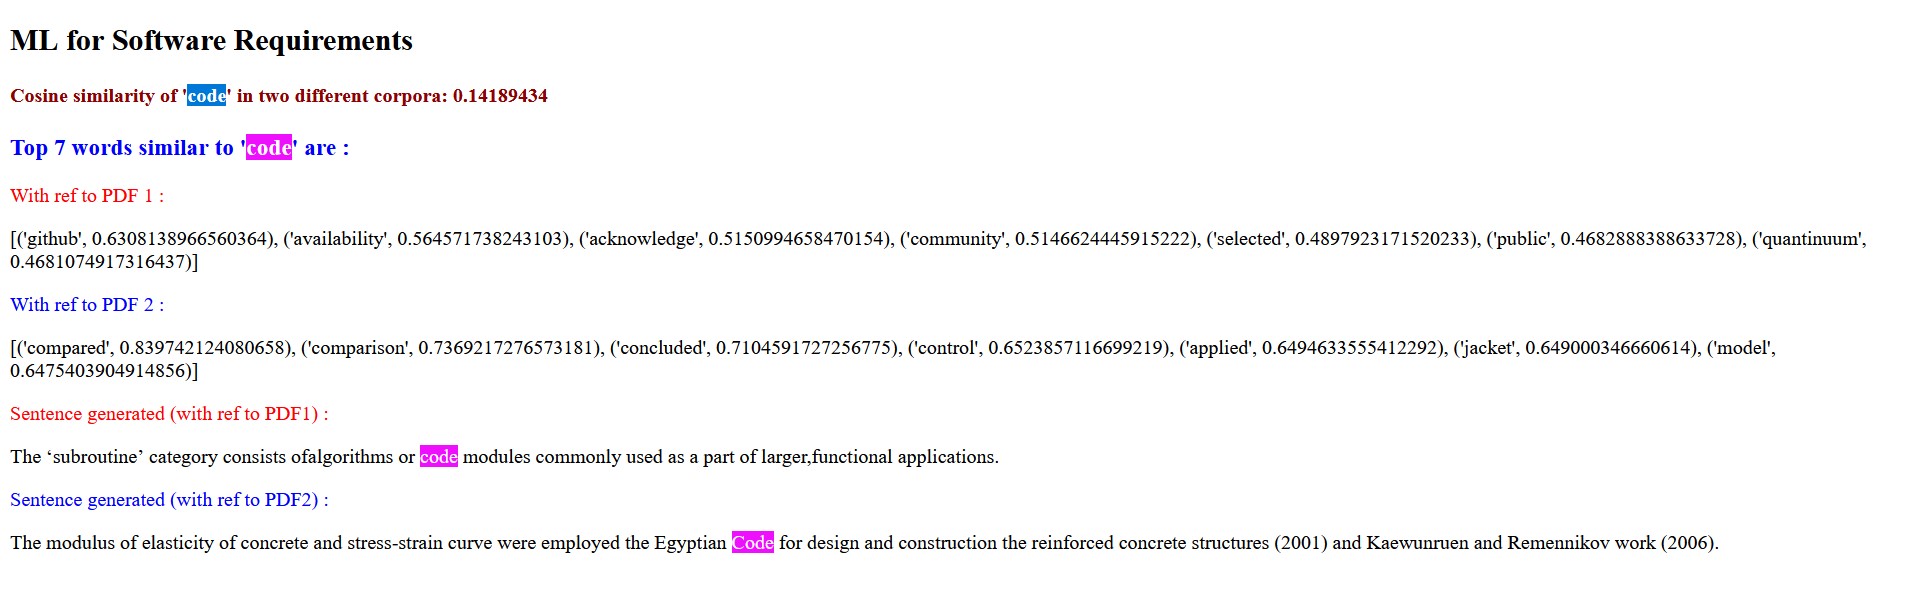 ML for Software Requirements
Cosine similarity of 'code' in two different corpora: 0.14189434
Top 7 words similar to 'code' are :
With ref to PDF 1 :
[('github', 0.6308138966560364), ('availability', 0.564571738243103), ('acknowledge', 0.5150994658470154), ('community', 0.5146624445915222), ('selected', 0.4897923171520233), ('public', 0.4682888388633728), ('quantinuum',
0.4681074917316437)]
With ref to PDF 2 :
[('compared', 0.839742124080658), ('comparison', 0.7369217276573181), ('concluded', 0.7104591727256775), ('control', 0.6523857116699219), ('applied', 0.6494633555412292), ('jacket', 0.649000346660614), ('model',
0.6475403904914856)]
Sentence generated (with ref to PDF1) :
The ‘subroutine’ category consists ofalgorithms or code modules commonly used as a part of larger,functional applications.
Sentence generated (with ref to PDF2) :
The modulus of elasticity of concrete and stress-strain curve were employed the Egyptian Code for design and construction the reinforced concrete structures (2001) and Kaewunruen and Remennikov work (2006).